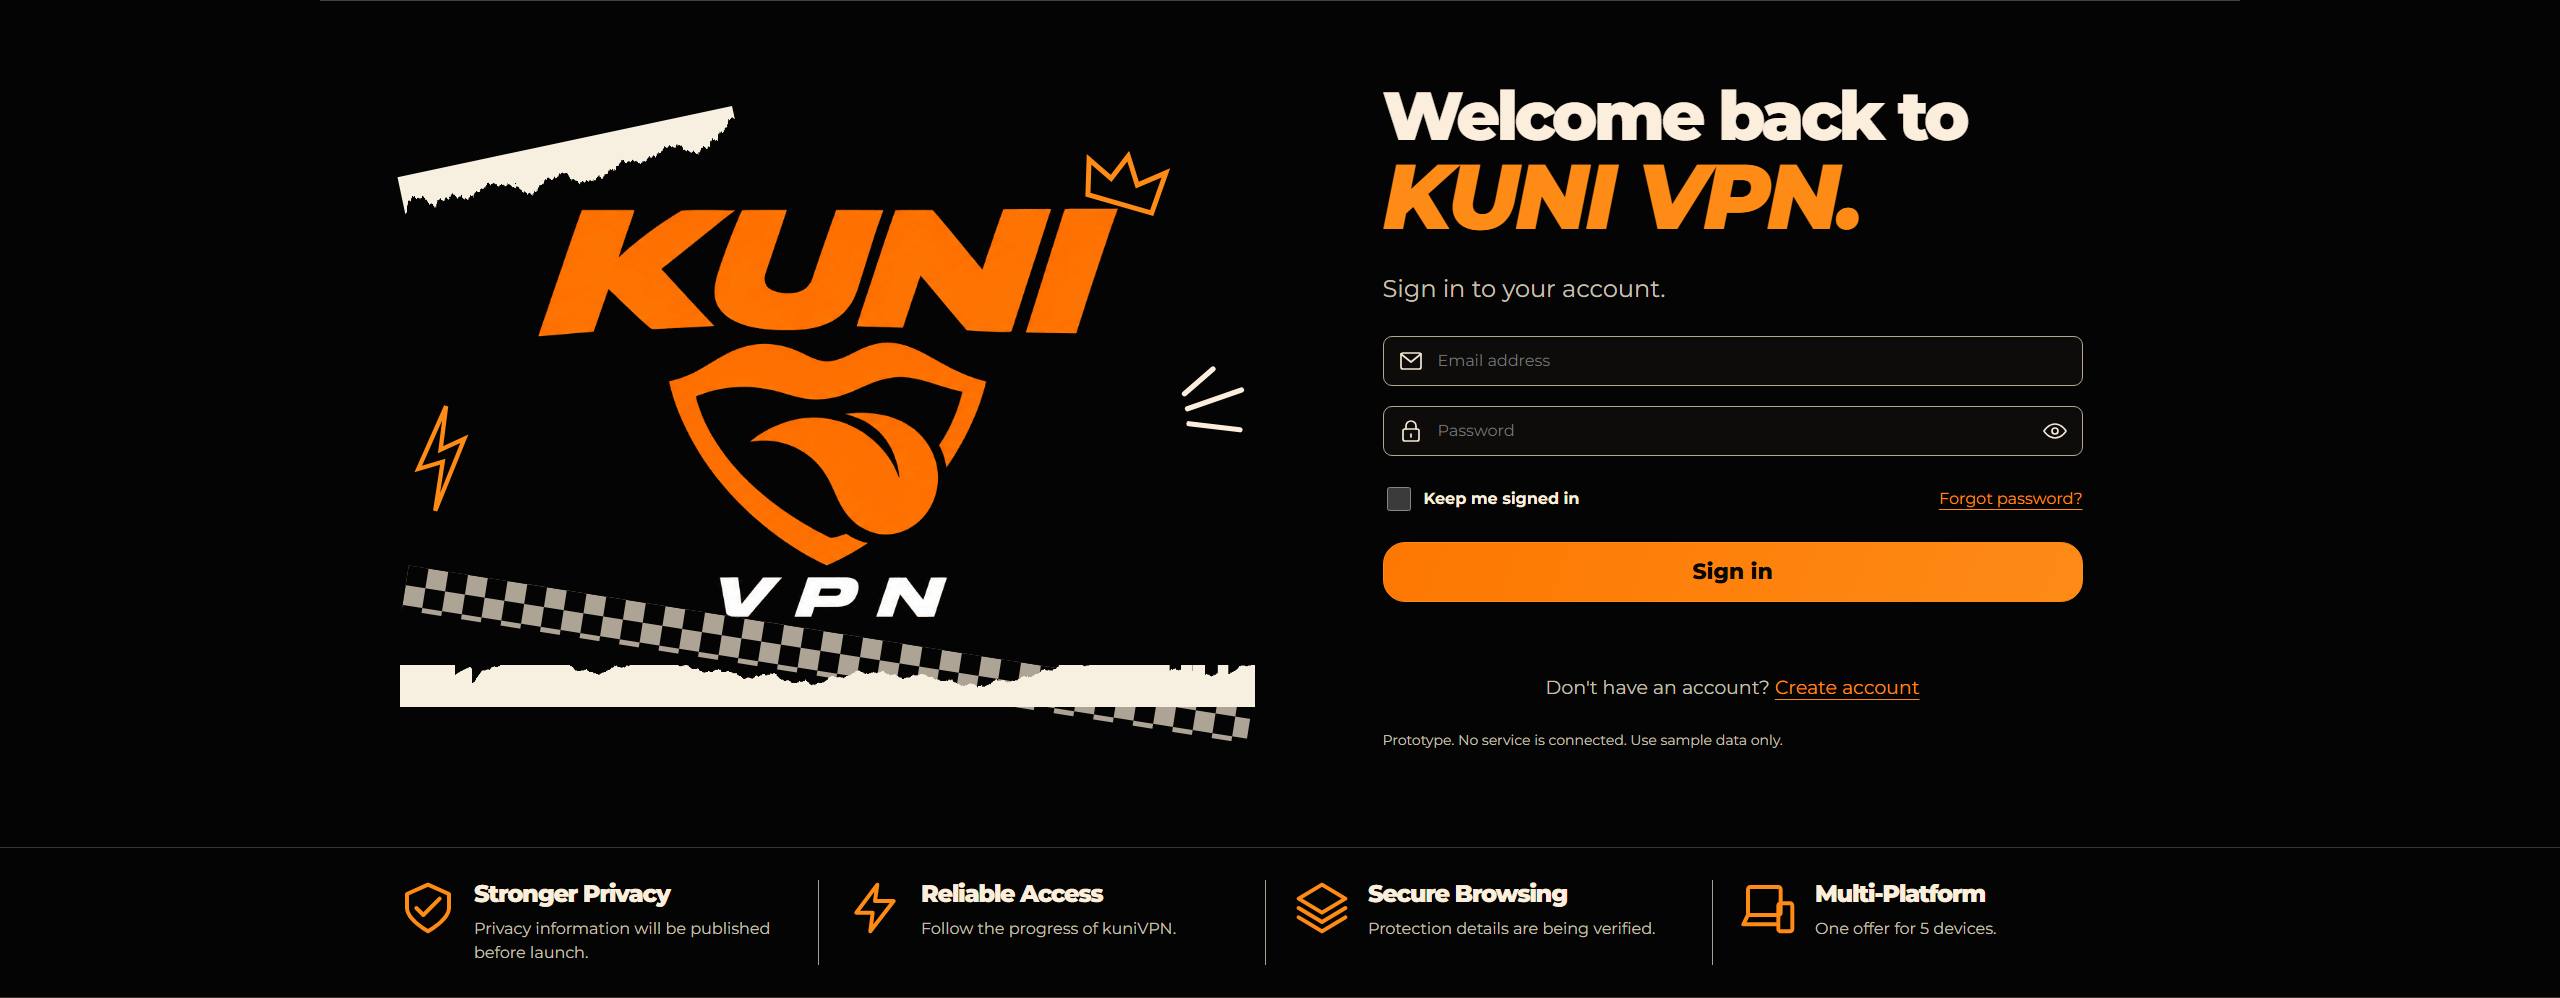 KUNI
VPN
Welcome back to
KUNI VPN.
Sign in to your account.
Email address
Password
Keep me signed in
Forgot password?
Sign in
Don't have an account? Create account
Prototype. No service is connected. Use sample data only.
Stronger Privacy
Privacy information will be published
before launch.
Reliable Access
Follow the progress of kuniVPN.
Secure Browsing
Protection details are being verified.
Multi-Platform
One offer for 5 devices.